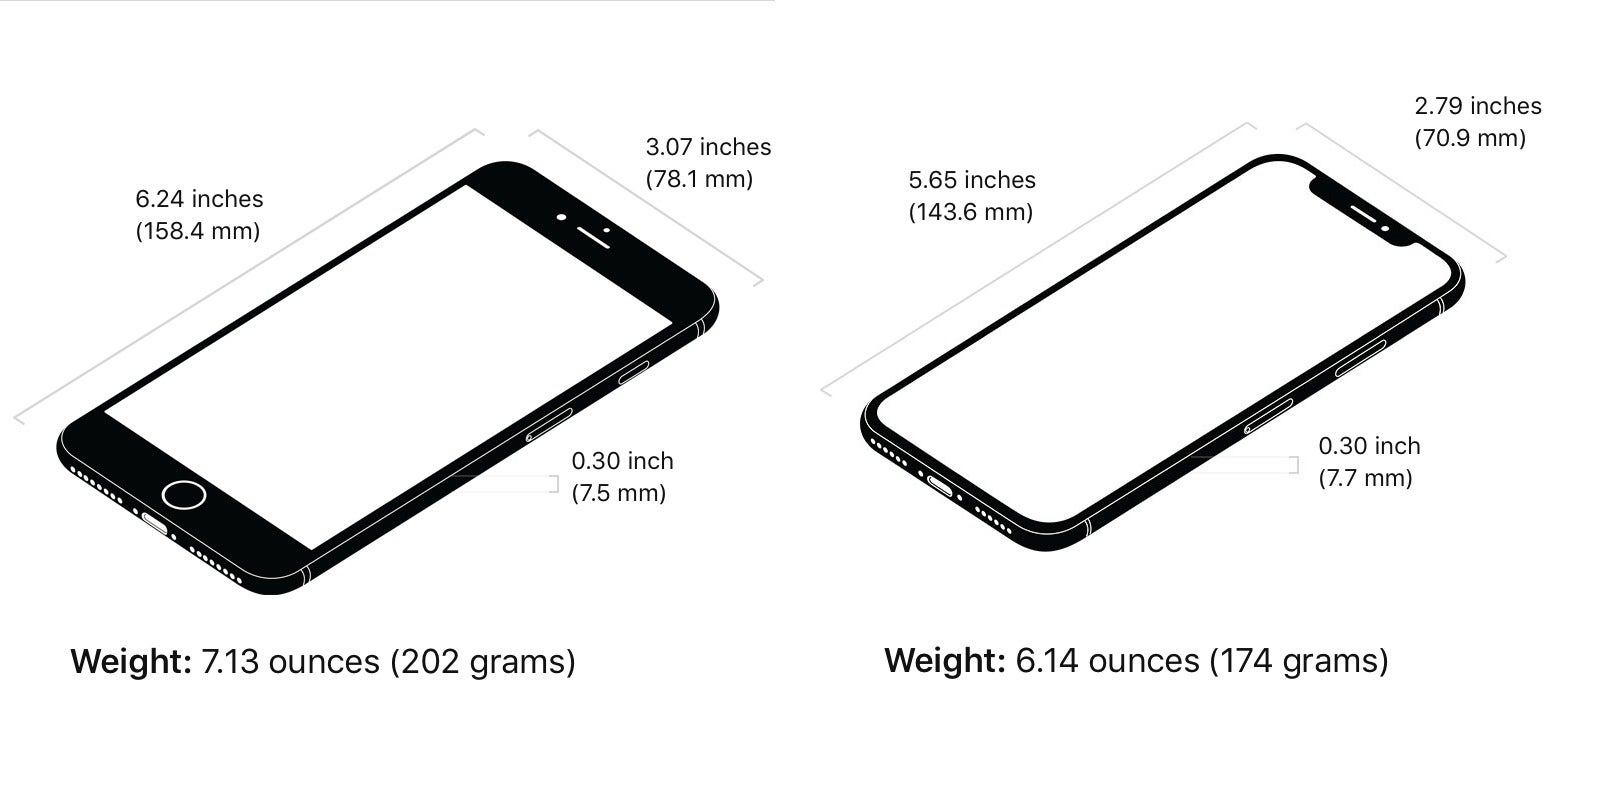 6.24 inches
(158.4 mm)
3.07 inches
(78.1 mm)
0.30 inch
(7.5 mm)
Weight: 7.13 ounces (202 grams)
5.65 inches
(143.6 mm)
2.79 inches
(70.9 mm)
0.30 inch
(7.7 mm)
Weight: 6.14 ounces (174 grams)